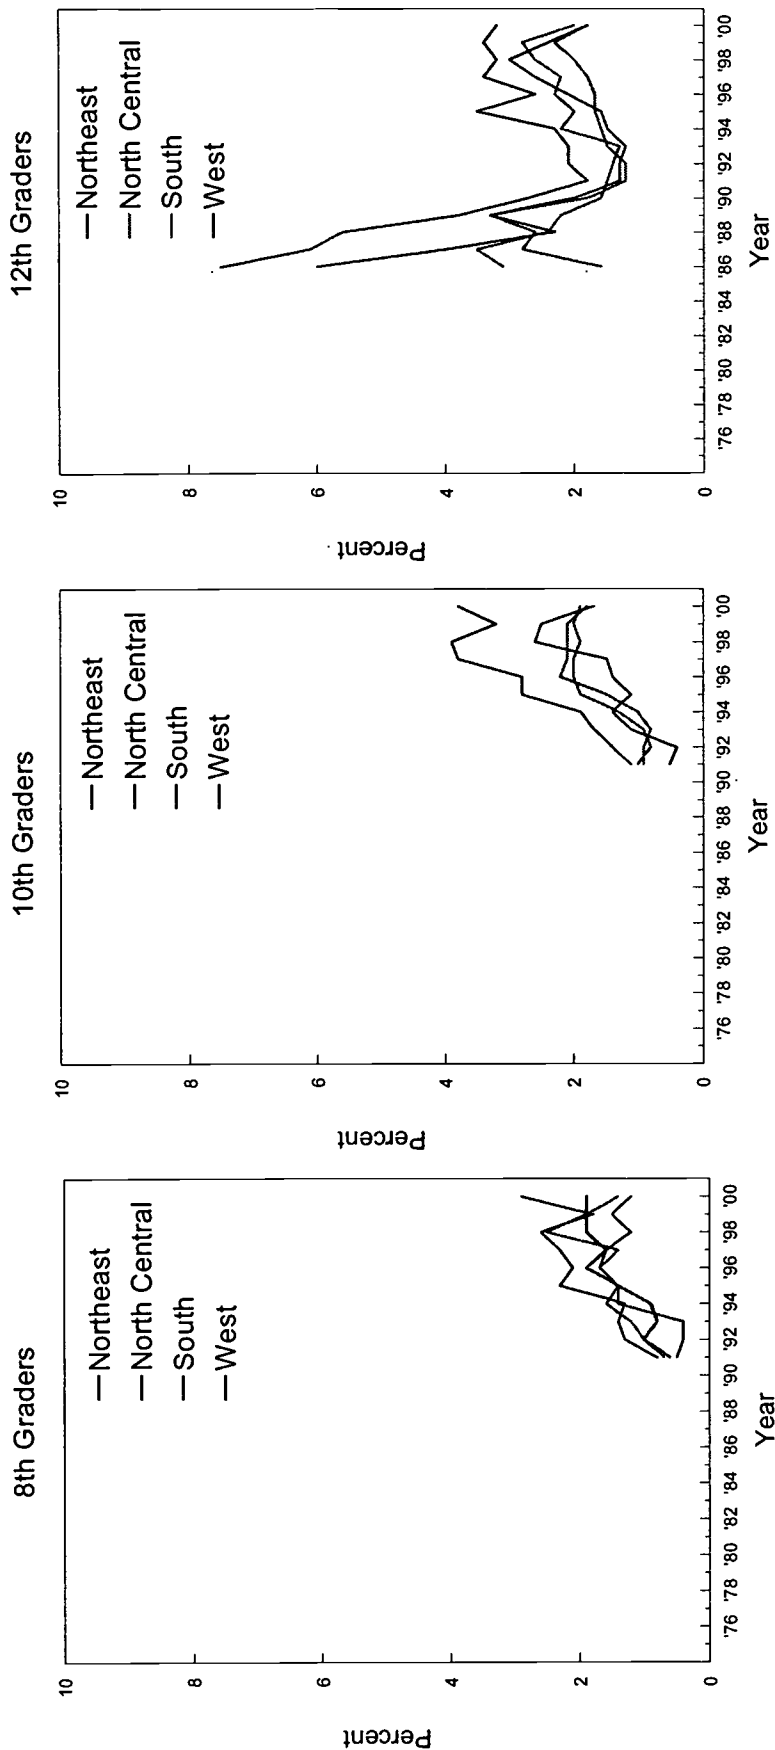 8th Graders
Northeast
North Central
South
West
Percent
10
8
6
4
2
0
'76 '78 '80 '82 '84 '86 '88 '90 '92 '94 '96 '98 '00
Year
10th Graders
Northeast
North Central
South
West
Percent
10
8
6
4
2
0
'76 '78 '80 '82 '84 '86 '88 '90 '92 '94 '96 '98 '00
Year
12th Graders
Northeast
North Central
South
West
Percent
10
8
6
4
2
0
'76 '78 '80 '82 '84 '86 '88 '90 '92 '94 '96 '98 '00
Year